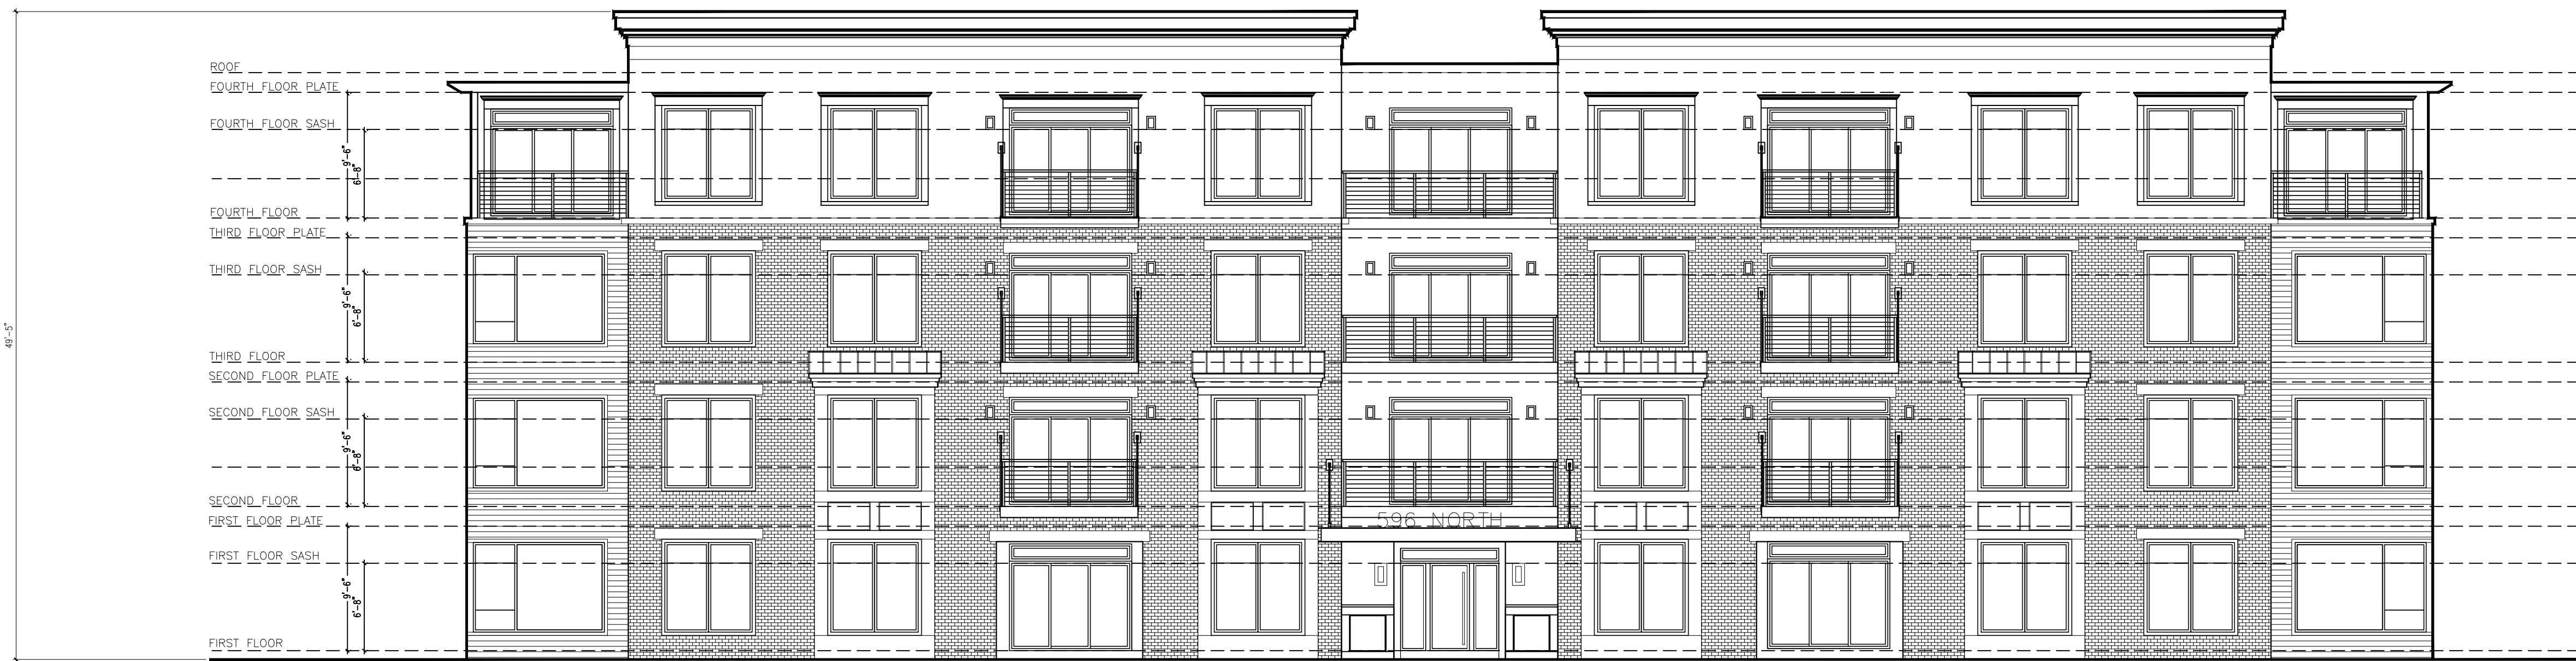 ROOF
FOURTH FLOOR PLATE
FOURTH FLOOR SASH
9'-6"
6'-8"
FOURTH FLOOR
THIRD FLOOR PLATE
THIRD FLOOR SASH
9'-6"
6'-8"
49'-5"
THIRD FLOOR
SECOND FLOOR PLATE
SECOND FLOOR SASH
9'-6"
6'-8"
SECOND FLOOR
FIRST FLOOR PLATE
596 NORTH
FIRST FLOOR SASH
9'-6"
6'-8"
FIRST FLOOR